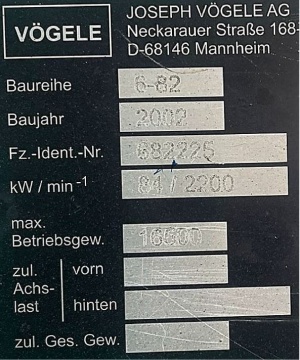 VÖGELE
JOSEPH VÖGELE AG
Neckarauer Straße 168-
D-68146 Mannheim
Baureihe 6-82
Baujahr 2002
Fz.-Ident.-Nr. 682225
kW / min -1 84 / 2200
max.
Betriebsgew. 16500
zul. vorn
Achs-
last hinten
zul. Ges. Gew.